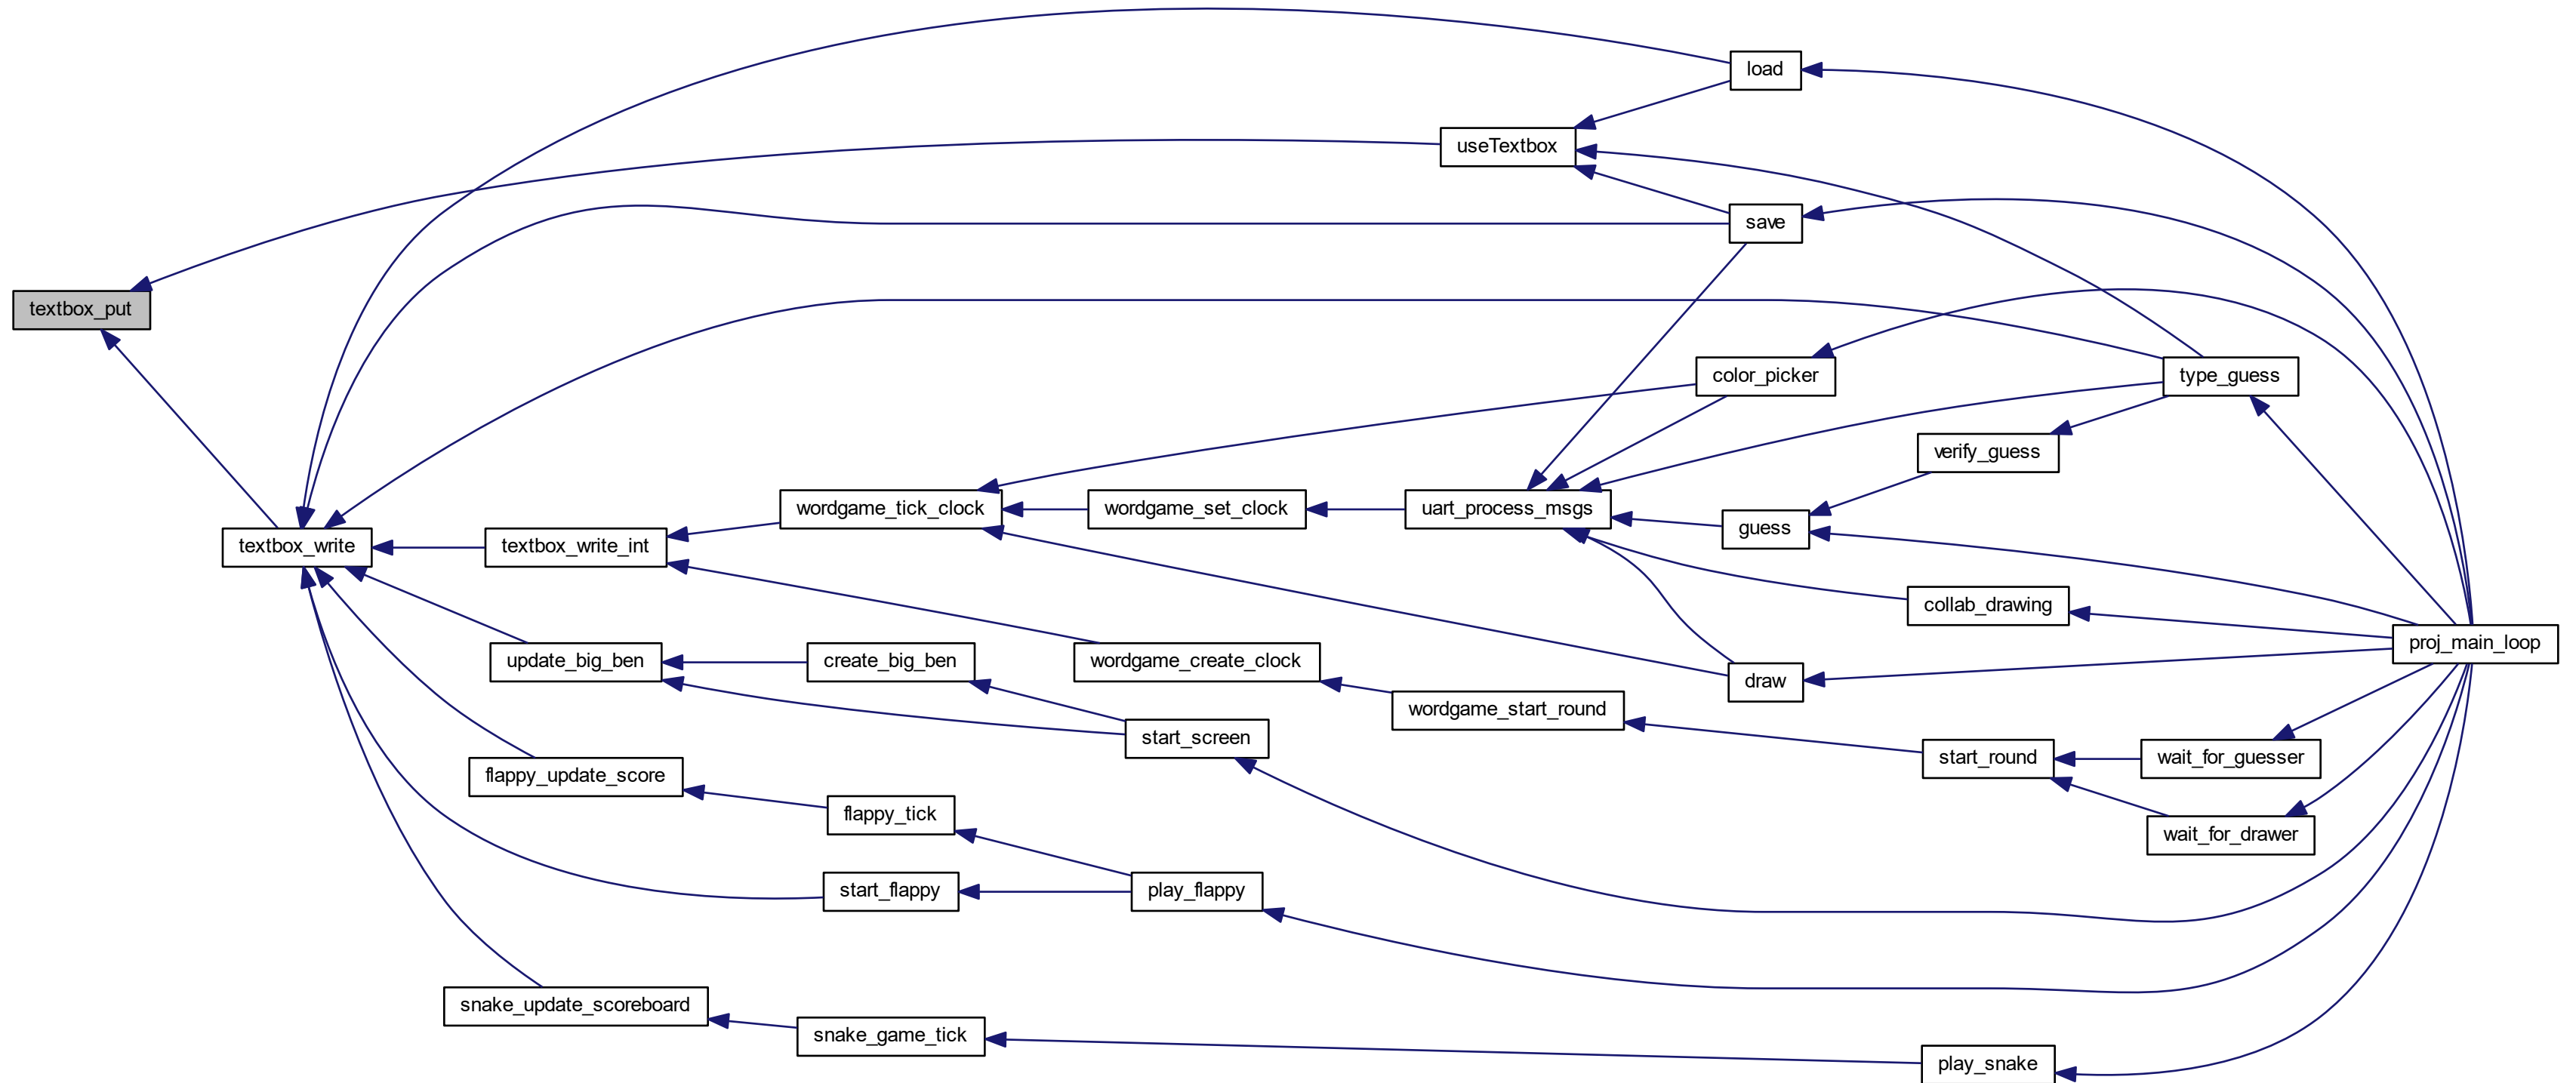 load
useTextbox
save
textbox_put
color_picker
type_guess
verify_guess
wordgame_tick_clock
wordgame_set_clock
uart_process_msgs
guess
textbox_write
textbox_write_int
collab_drawing
proj_main_loop
update_big_ben
create_big_ben
wordgame_create_clock
draw
wordgame_start_round
start_screen
start_round
wait_for_guesser
flappy_update_score
flappy_tick
wait_for_drawer
start_flappy
play_flappy
snake_update_scoreboard
snake_game_tick
play_snake